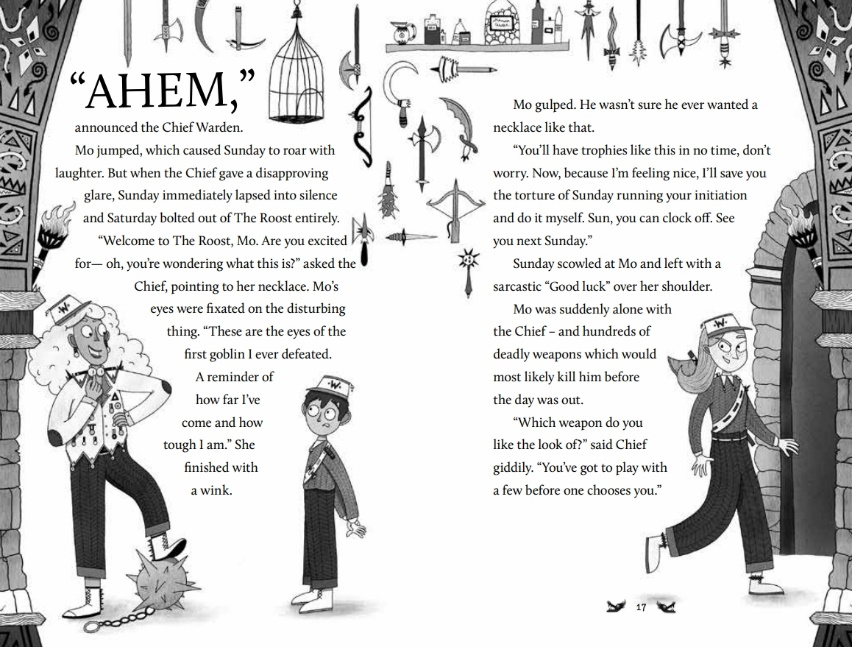 “AHEM,”
announced the Chief Warden.
Mo jumped, which caused Sunday to roar with
laughter. But when the Chief gave a disapproving
glare, Sunday immediately lapsed into silence
and Saturday bolted out of The Roost entirely.
“Welcome to The Roost, Mo. Are you excited
for— oh, you’re wondering what this is?” asked the
Chief, pointing to her necklace. Mo’s
eyes were fixated on the disturbing
thing. “These are the eyes of the
first goblin I ever defeated.
A reminder of
how far I’ve
come and how
tough I am.” She
finished with
a wink.
W
W
Mo gulped. He wasn’t sure he ever wanted a
necklace like that.
“You’ll have trophies like this in no time, don’t
worry. Now, because I’m feeling nice, I’ll save you
the torture of Sunday running your initiation
and do it myself. Sun, you can clock off. See
you next Sunday.”
Sunday scowled at Mo and left with a
sarcastic “Good luck” over her shoulder.
Mo was suddenly alone with
the Chief – and hundreds of
deadly weapons which would
most likely kill him before
the day was out.
“Which weapon do you
like the look of?” said Chief
giddily. “You’ve got to play with
a few before one chooses you.”
W
17